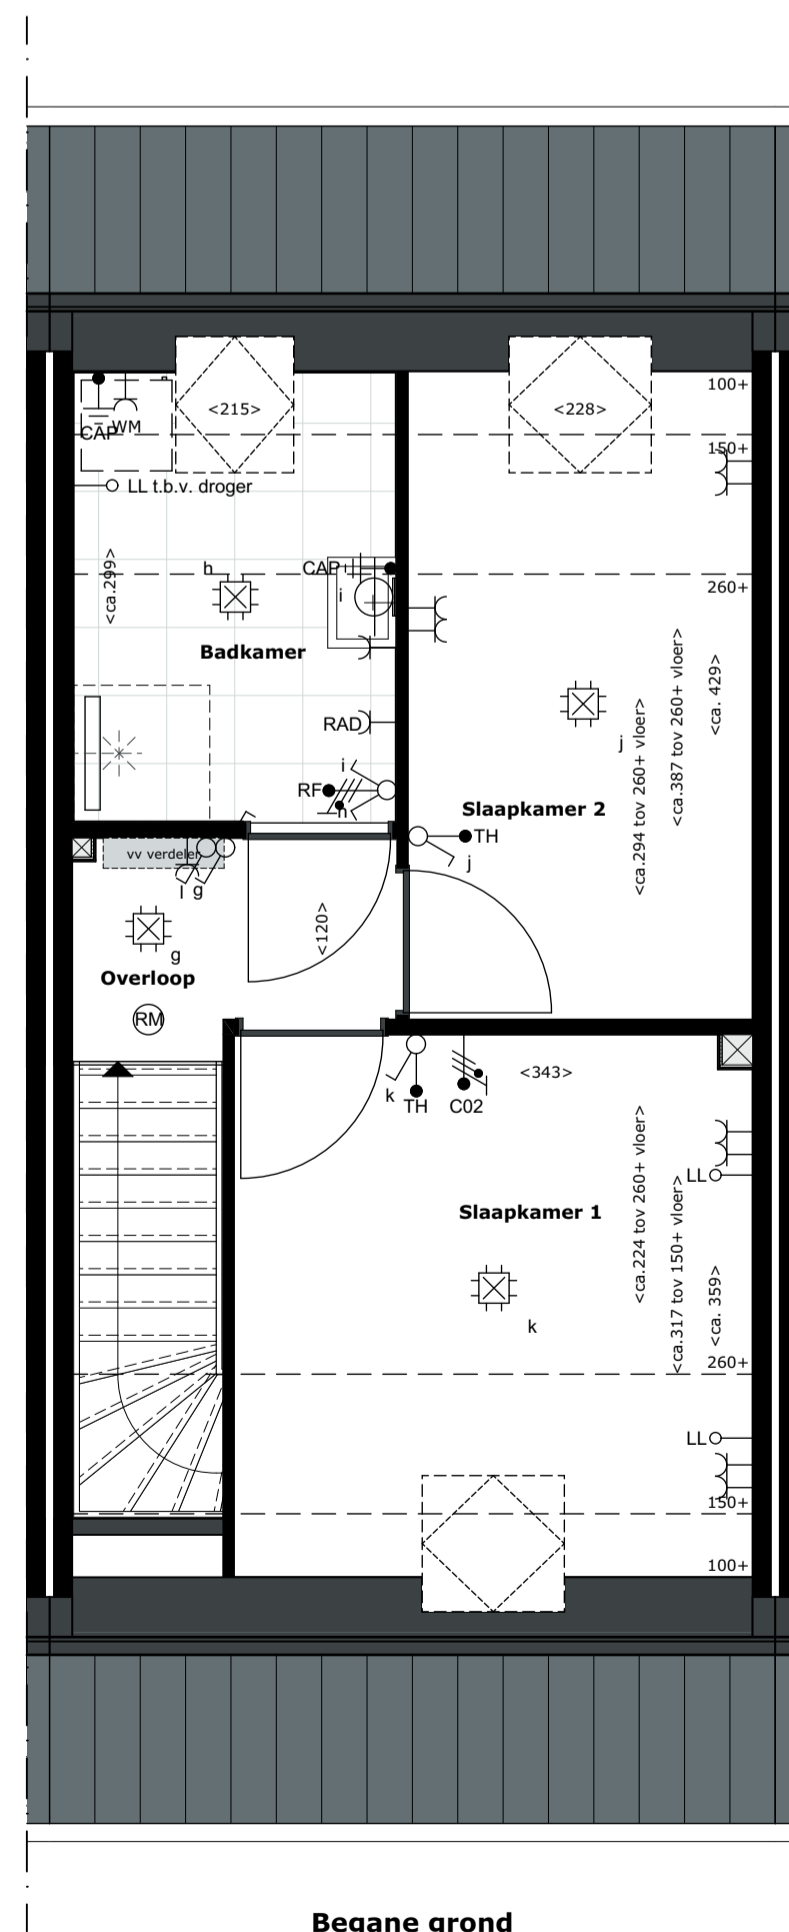 <215>
<228>
100+
CAP
WM
150+
LL t.b.v. droger
<ca.299>
h
CAP
i
260+
Badkamer
<ca.294 tov 260+ vloer>
<ca.387 tov 260+ vloer>
<ca. 429>
j
RAD
i
RF
h
Slaapkamer 2
TH
j
vv verdeler
l
g
<120>
g
Overloop
RM
k
TH
C02
<343>
<ca.224 tov 260+ vloer>
<ca.317 tov 150+ vloer>
<ca. 359>
LL
Slaapkamer 1
k
260+
LL
150+
100+
Begane grond